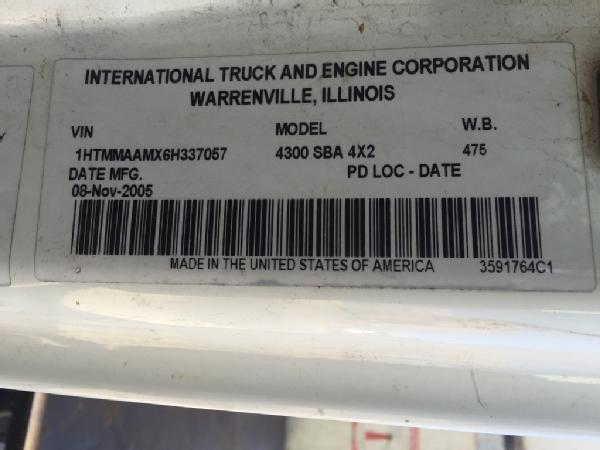 INTERNATIONAL TRUCK AND ENGINE CORPORATION
WARRENVILLE, ILLINOIS
VIN MODEL W.B.
1HTMMAAMX6H337057 4300 SBA 4X2 475
DATE MFG. PD LOC - DATE
08-Nov-2005
MADE IN THE UNITED STATES OF AMERICA 3591764C1